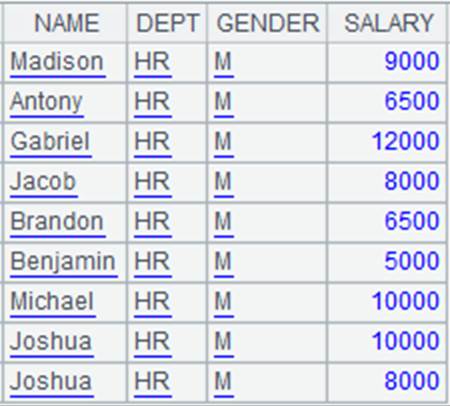 NAME DEPT GENDER SALARY
Madison HR M 9000
Antony HR M 6500
Gabriel HR M 12000
Jacob HR M 8000
Brandon HR M 6500
Benjamin HR M 5000
Michael HR M 10000
Joshua HR M 10000
Joshua HR M 8000